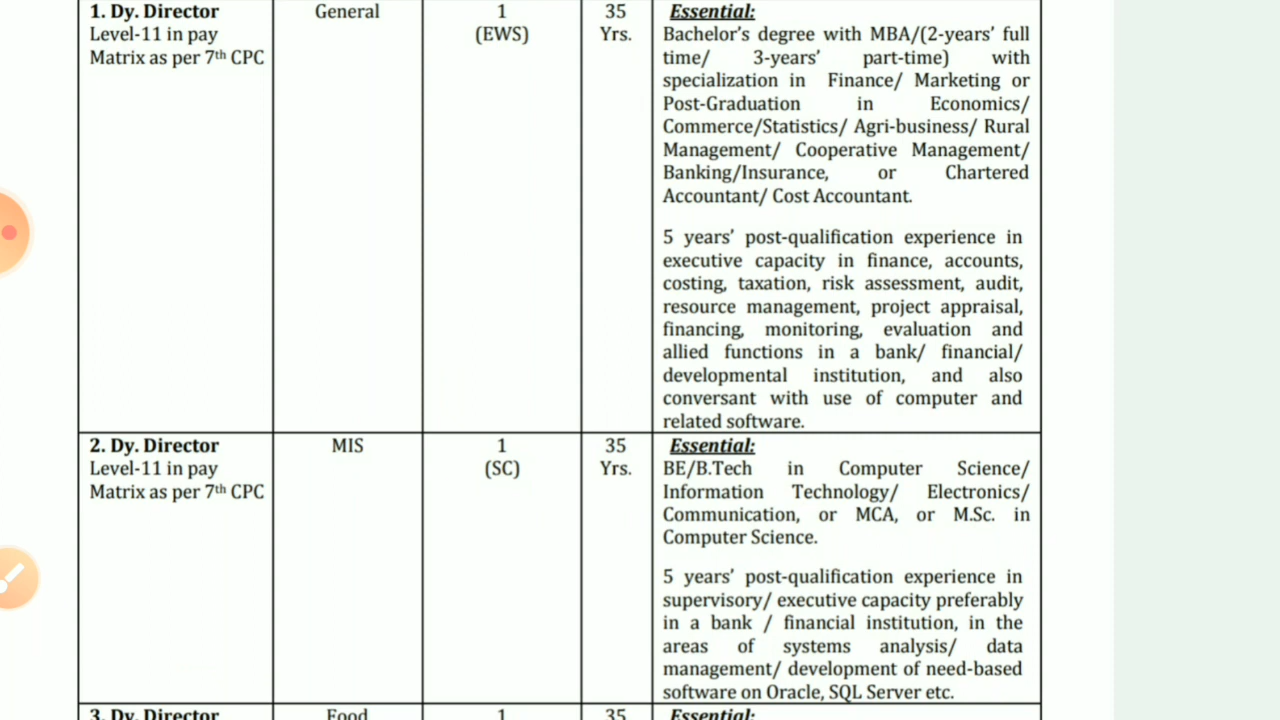 1. Dy. Director
Level-11 in pay
Matrix as per 7th CPC
General
1
(EWS)
35
Yrs.
Essential:
Bachelor's degree with MBA/(2-years' full
time/ 3-years' part-time) with
specialization in Finance/ Marketing or
Post-Graduation in Economics/
Commerce/Statistics/ Agri-business/ Rural
Management/ Cooperative Management/
Banking/Insurance, or Chartered
Accountant/ Cost Accountant.
5 years' post-qualification experience in
executive capacity in finance, accounts,
costing, taxation, risk assessment, audit,
resource management, project appraisal,
financing, monitoring, evaluation and
allied functions in a bank/ financial/
developmental institution, and also
conversant with use of computer and
related software.
2. Dy. Director
Level-11 in pay
Matrix as per 7th CPC
MIS
1
(SC)
35
Yrs.
Essential:
BE/B.Tech in Computer Science/
Information Technology/ Electronics/
Communication, or MCA, or M.Sc. in
Computer Science.
5 years' post-qualification experience in
supervisory/ executive capacity preferably
in a bank / financial institution, in the
areas of systems analysis/ data
management/ development of need-based
software on Oracle, SQL Server etc.
3. Dy. Director
Food
1
35
Essential: